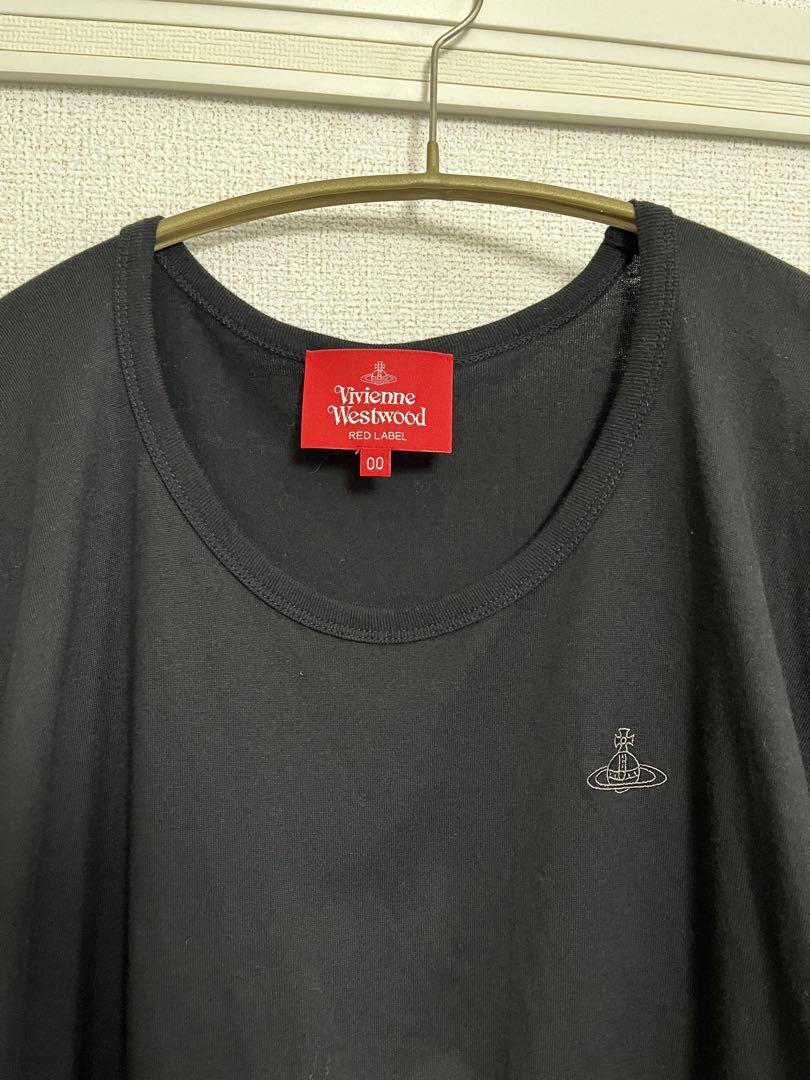 Vivienne
Westwood
RED LABEL
00